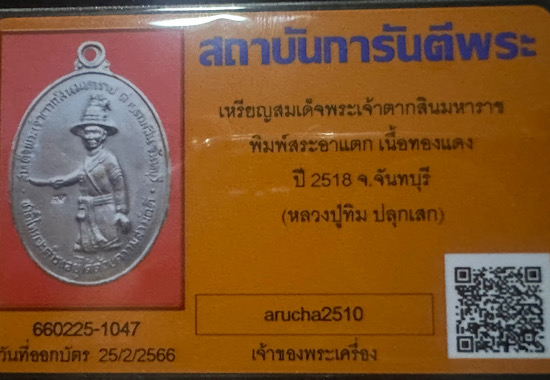 สถาบันการันตีพระ
เหรียญสมเด็จพระเจ้าตากสินมหาราช
พิมพ์สระอาแตก เนื้อทองแดง
ปี 2518 จ.จันทบุรี
(หลวงปู่ทิม ปลุกเสก)
arucha2510
660225-1047
วันที่ออกบัตร 25/2/2566
เจ้าของพระเครื่อง